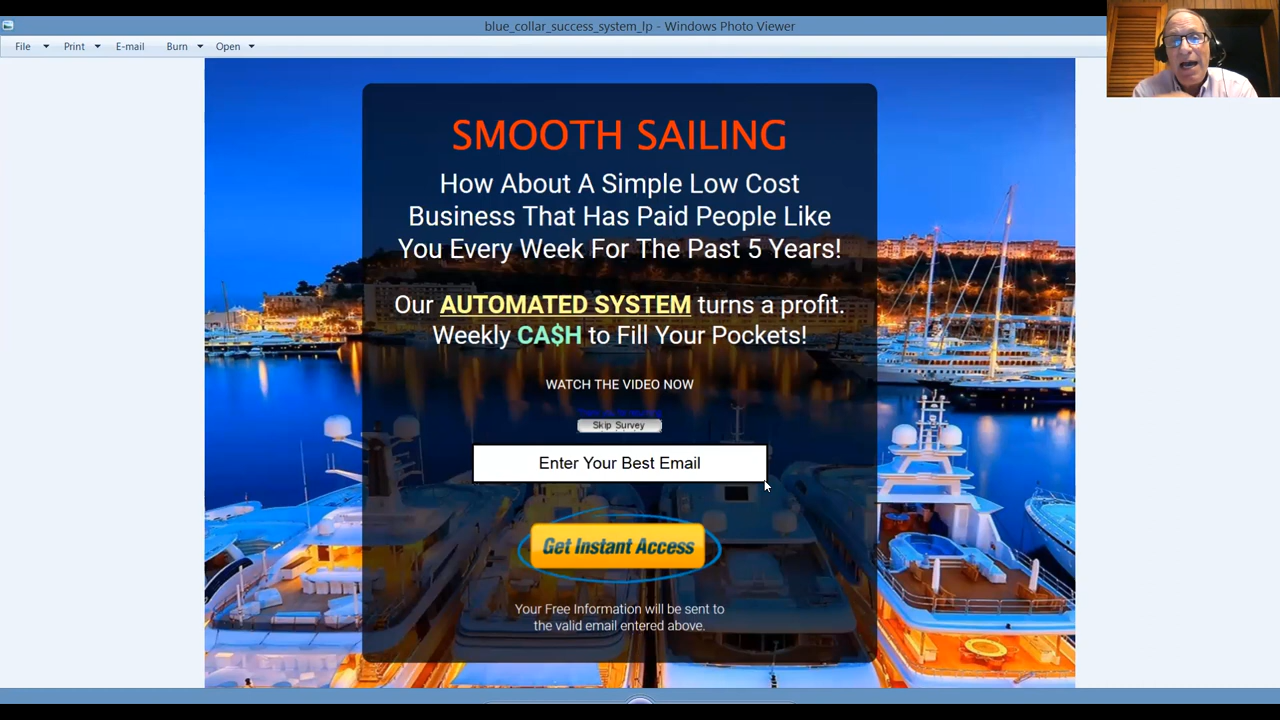 blue_collar_success_system_lp - Windows Photo Viewer
File Print E-mail Burn Open
SMOOTH SAILING
How About A Simple Low Cost
Business That Has Paid People Like
You Every Week For The Past 5 Years!
Our AUTOMATED SYSTEM turns a profit.
Weekly CA$H to Fill Your Pockets!
WATCH THE VIDEO NOW
Skip Survey
Enter Your Best Email
Get Instant Access
Your Free Information will be sent to
the valid email entered above.